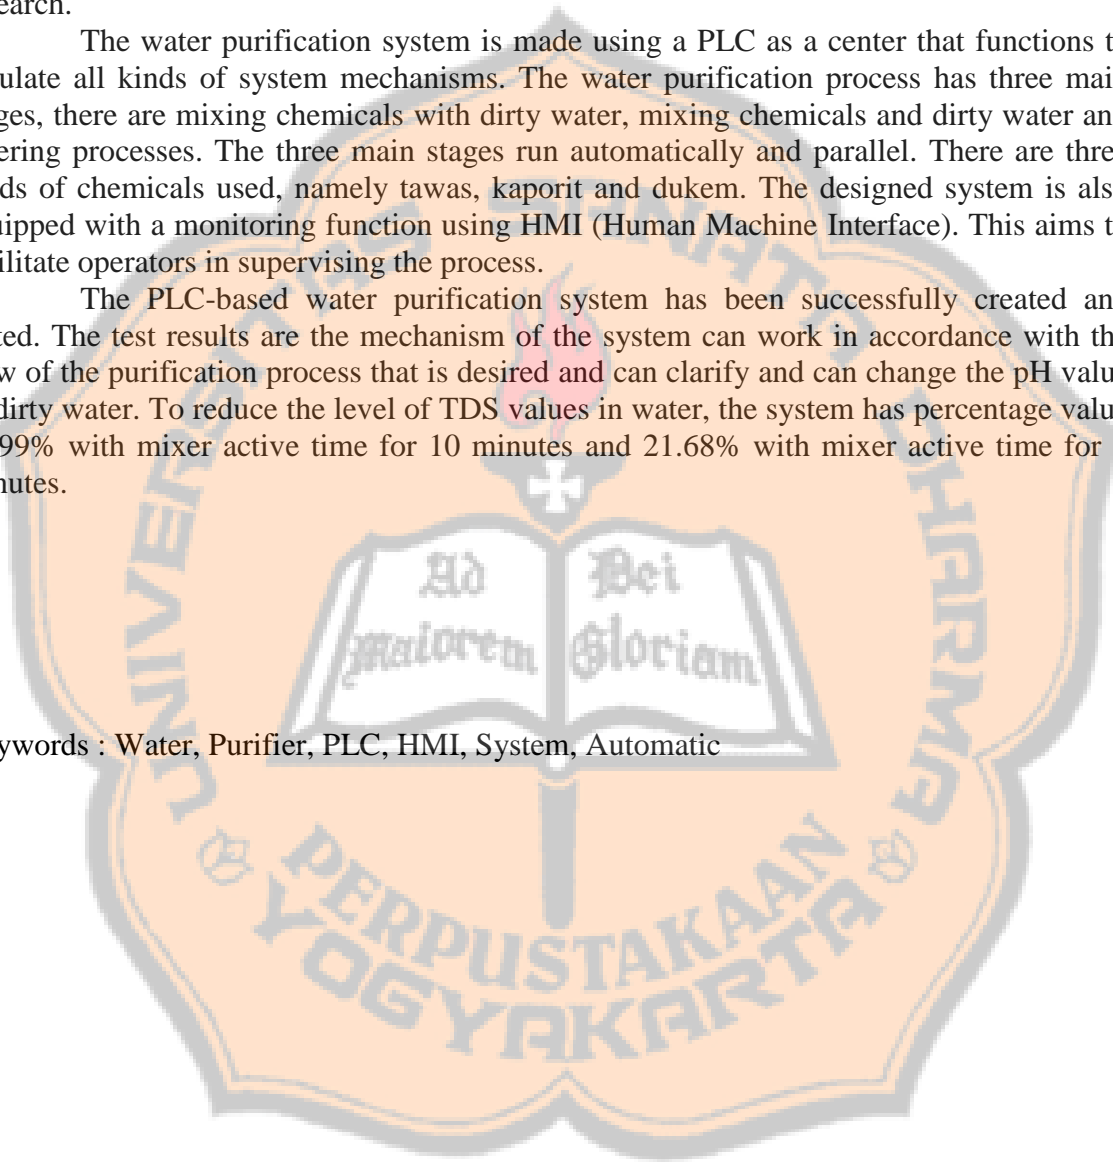 earch.
The water purification system is made using a PLC as a center that functions t
ulate all kinds of system mechanisms. The water purification process has three mai
ges, there are mixing chemicals with dirty water, mixing chemicals and dirty water an
ering processes. The three main stages run automatically and parallel. There are thre
ds of chemicals used, namely tawas, kaporit and dukem. The designed system is als
uipped with a monitoring function using HMI (Human Machine Interface). This aims t
ilitate operators in supervising the process.
The PLC-based water purification system has been successfully created an
ted. The test results are the mechanism of the system can work in accordance with th
w of the purification process that is desired and can clarify and can change the pH valu
dirty water. To reduce the level of TDS values in water, the system has percentage valu
99% with mixer active time for 10 minutes and 21.68% with mixer active time for
nutes.
ywords : Water, Purifier, PLC, HMI, System, Automatic
UNIVERSITAS SANATA DHARMA
Ad Dei
maiorem Gloriam
PERPUSTAKAAN
YOGYAKARTA